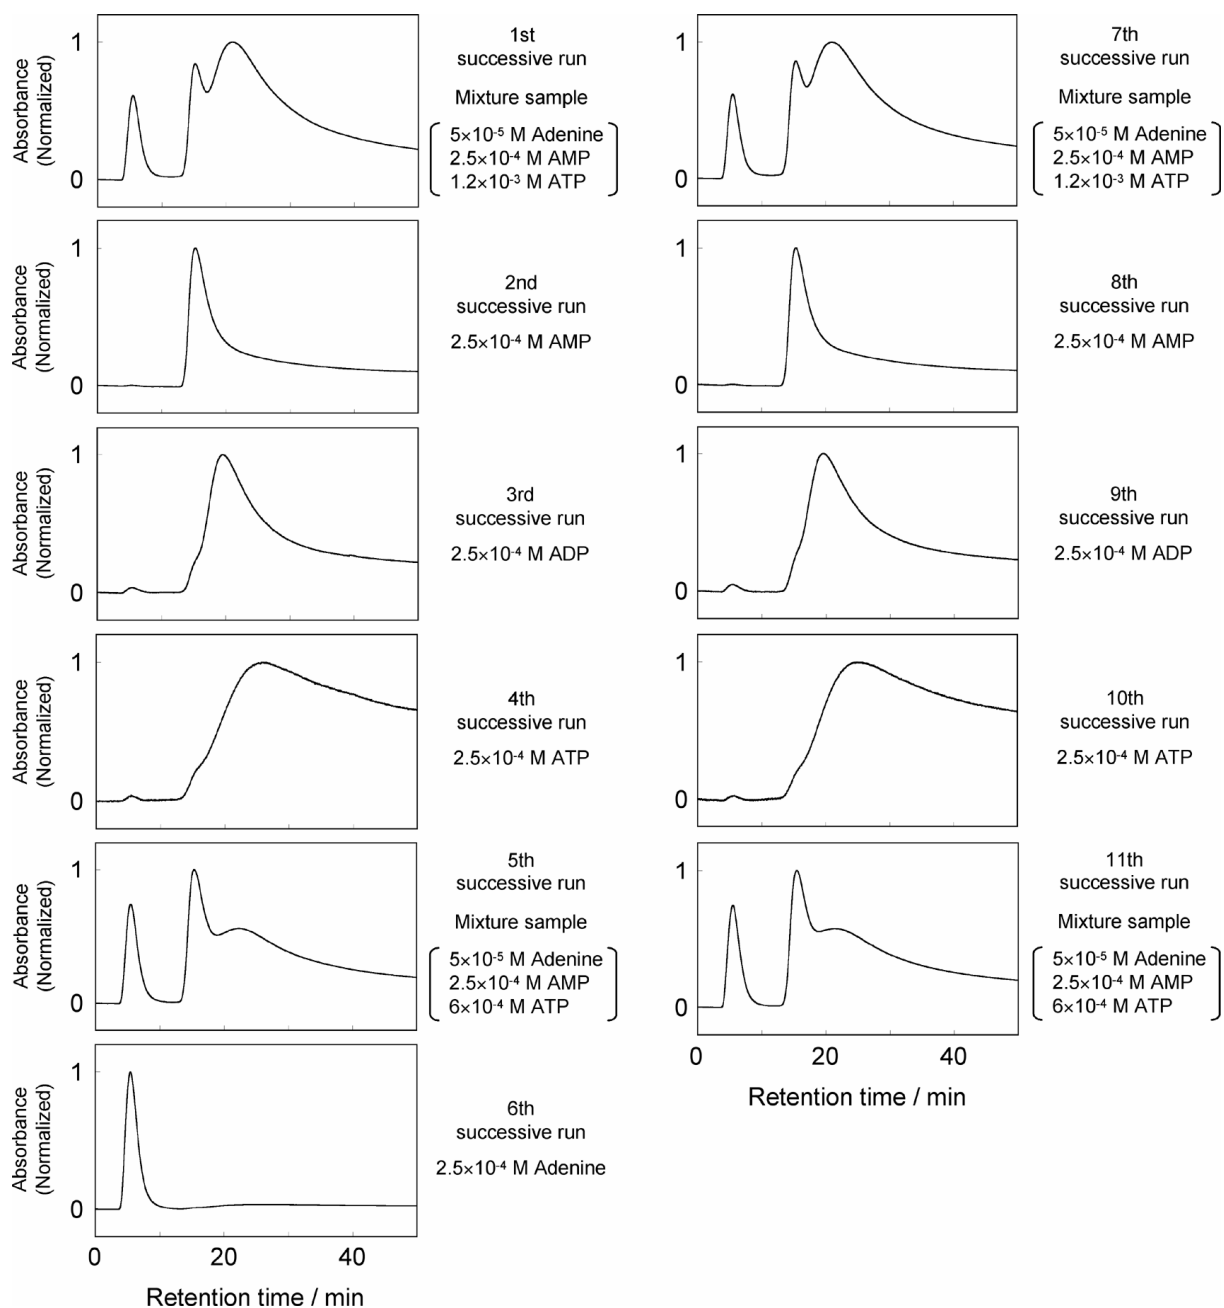 Absorbance
(Normalized)
1
0
1st
successive run
Mixture sample
5×10⁻⁵ M Adenine
2.5×10⁻⁴ M AMP
1.2×10⁻³ M ATP
Absorbance
(Normalized)
1
0
2nd
successive run
2.5×10⁻⁴ M AMP
Absorbance
(Normalized)
1
0
3rd
successive run
2.5×10⁻⁴ M ADP
Absorbance
(Normalized)
1
0
4th
successive run
2.5×10⁻⁴ M ATP
Absorbance
(Normalized)
1
0
5th
successive run
Mixture sample
5×10⁻⁵ M Adenine
2.5×10⁻⁴ M AMP
6×10⁻⁴ M ATP
Absorbance
(Normalized)
1
0
6th
successive run
2.5×10⁻⁴ M Adenine
0 20 40
Retention time / min
1
0
7th
successive run
Mixture sample
5×10⁻⁵ M Adenine
2.5×10⁻⁴ M AMP
1.2×10⁻³ M ATP
1
0
8th
successive run
2.5×10⁻⁴ M AMP
1
0
9th
successive run
2.5×10⁻⁴ M ADP
1
0
10th
successive run
2.5×10⁻⁴ M ATP
1
0
11th
successive run
Mixture sample
5×10⁻⁵ M Adenine
2.5×10⁻⁴ M AMP
6×10⁻⁴ M ATP
0 20 40
Retention time / min